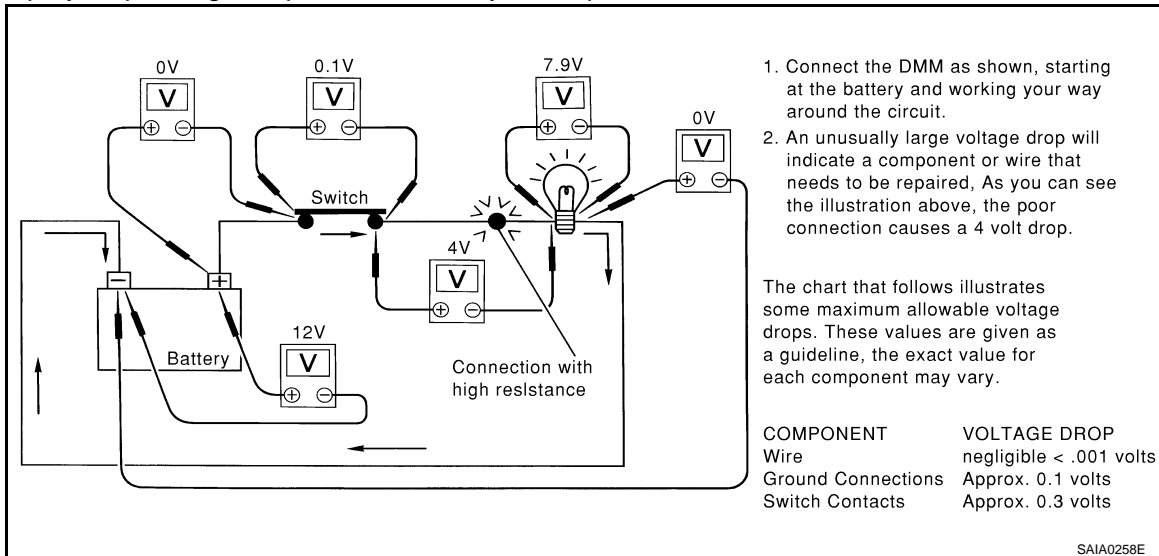 0V
0.1V
7.9V
0V
V
V
V
V
Switch
4V
V
12V
V
Battery
Connection with
high reslstance
1. Connect the DMM as shown, starting
at the battery and working your way
around the circuit.
2. An unusually large voltage drop will
indicate a component or wire that
needs to be repaired, As you can see
the illustration above, the poor
connection causes a 4 volt drop.
The chart that follows illustrates
some maximum allowable voltage
drops. These values are given as
a guideline, the exact value for
each component may vary.
COMPONENT VOLTAGE DROP
Wire negligible < .001 volts
Ground Connections Approx. 0.1 volts
Switch Contacts Approx. 0.3 volts
SAIA0258E